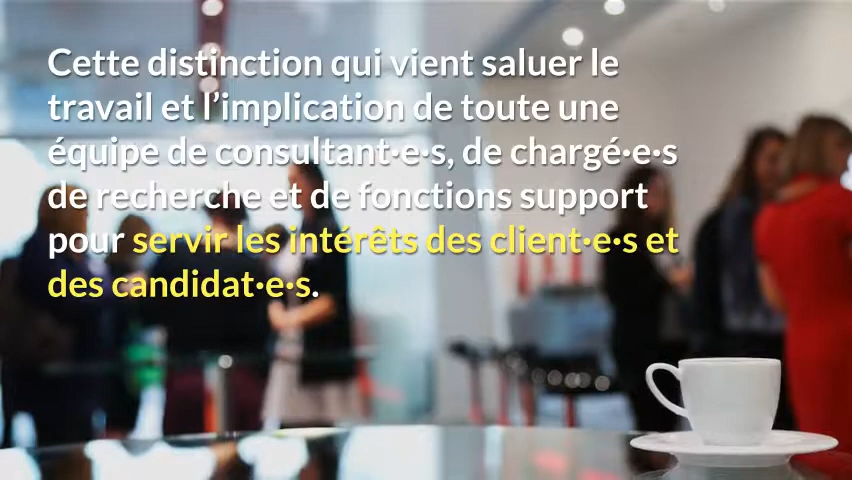 Cette distinction qui vient saluer le
travail et l’implication de toute une
équipe de consultant·e·s, de chargé·e·s
de recherche et de fonctions support
pour servir les intérêts des client·e·s et
des candidat·e·s.